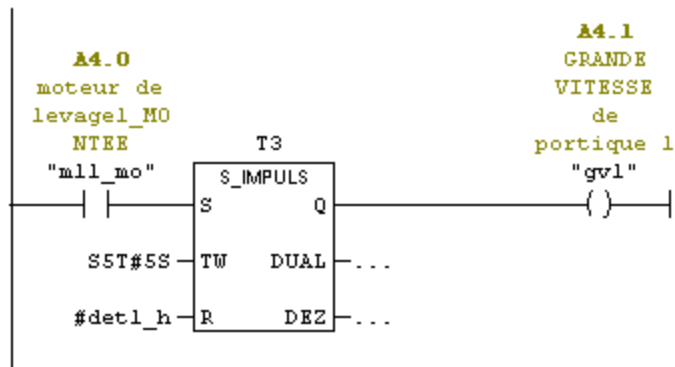 A4.0
moteur de
levage1_MO
NTEE
"ml1_mo"
A4.1
GRANDE
VITESSE
de
portique 1
"gv1"
T3
S_IMPULS
S
Q
S5T#5S
TW
DUAL
...
#det1_h
R
DEZ
...